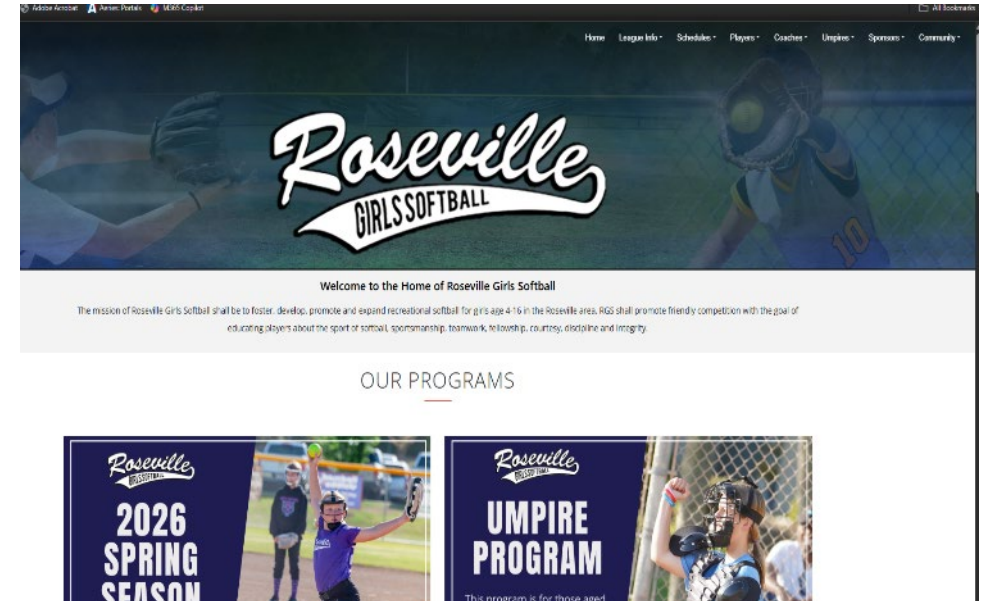 Adobe Acrobat Aeries: Portals M365 Copilot All Bookmarks
Home League Info Schedules Players Coaches Umpires Sponsors Community
Roseville
GIRLS SOFTBALL
Welcome to the Home of Roseville Girls Softball
The mission of Roseville Girls Softball shall be to foster, develop, promote and expand recreational softball for girls age 4-16 in the Roseville area. RGS shall promote friendly competition with the goal of
educating players about the sport of softball, sportsmanship, teamwork, fellowship, courtesy, discipline and integrity.
OUR PROGRAMS
Roseville
GIRLS SOFTBALL
2026
SPRING
SEASON
Roseville
GIRLS SOFTBALL
UMPIRE
PROGRAM
This program is for those aged
10